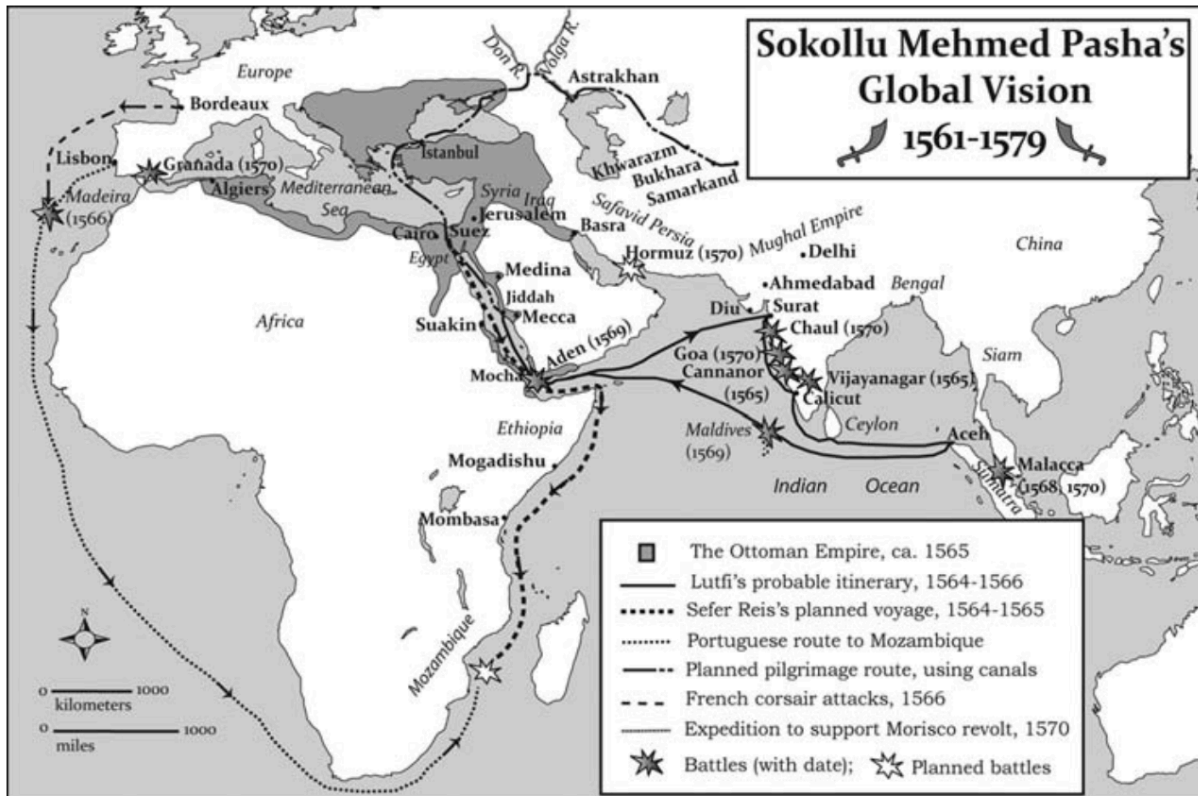 Sokollu Mehmed Pasha's
Global Vision
1561-1579
Don R.
Volga R.
Europe
Astrakhan
Bordeaux
Lisbon
Granada (1570)
Istanbul
Khwarazm
Bukhara
Samarkand
Algiers
Mediterranean
Sea
Madeira
(1566)
Syria
Iraq
Jerusalem
Safavid Persia
Cairo
Suez
Basra
Egypt
Hormuz (1570)
Mughal Empire
Delhi
China
Medina
Ahmedabad
Bengal
Jiddah
Mecca
Diu
Surat
Africa
Suakin
Chaul (1570)
Aden (1569)
Goa (1570)
Siam
Mocha
Cannanor
(1565)
Vijayanagar (1565)
Calicut
Ethiopia
Maldives
(1569)
Ceylon
Aceh
Mogadishu
Malacca
(1568, 1570)
Sumatra
Indian Ocean
Mombasa
Mozambique
N
0 1000
kilometers
0 1000
miles
The Ottoman Empire, ca. 1565
Lutfi's probable itinerary, 1564-1566
Sefer Reis's planned voyage, 1564-1565
Portuguese route to Mozambique
Planned pilgrimage route, using canals
French corsair attacks, 1566
Expedition to support Morisco revolt, 1570
Battles (with date); Planned battles